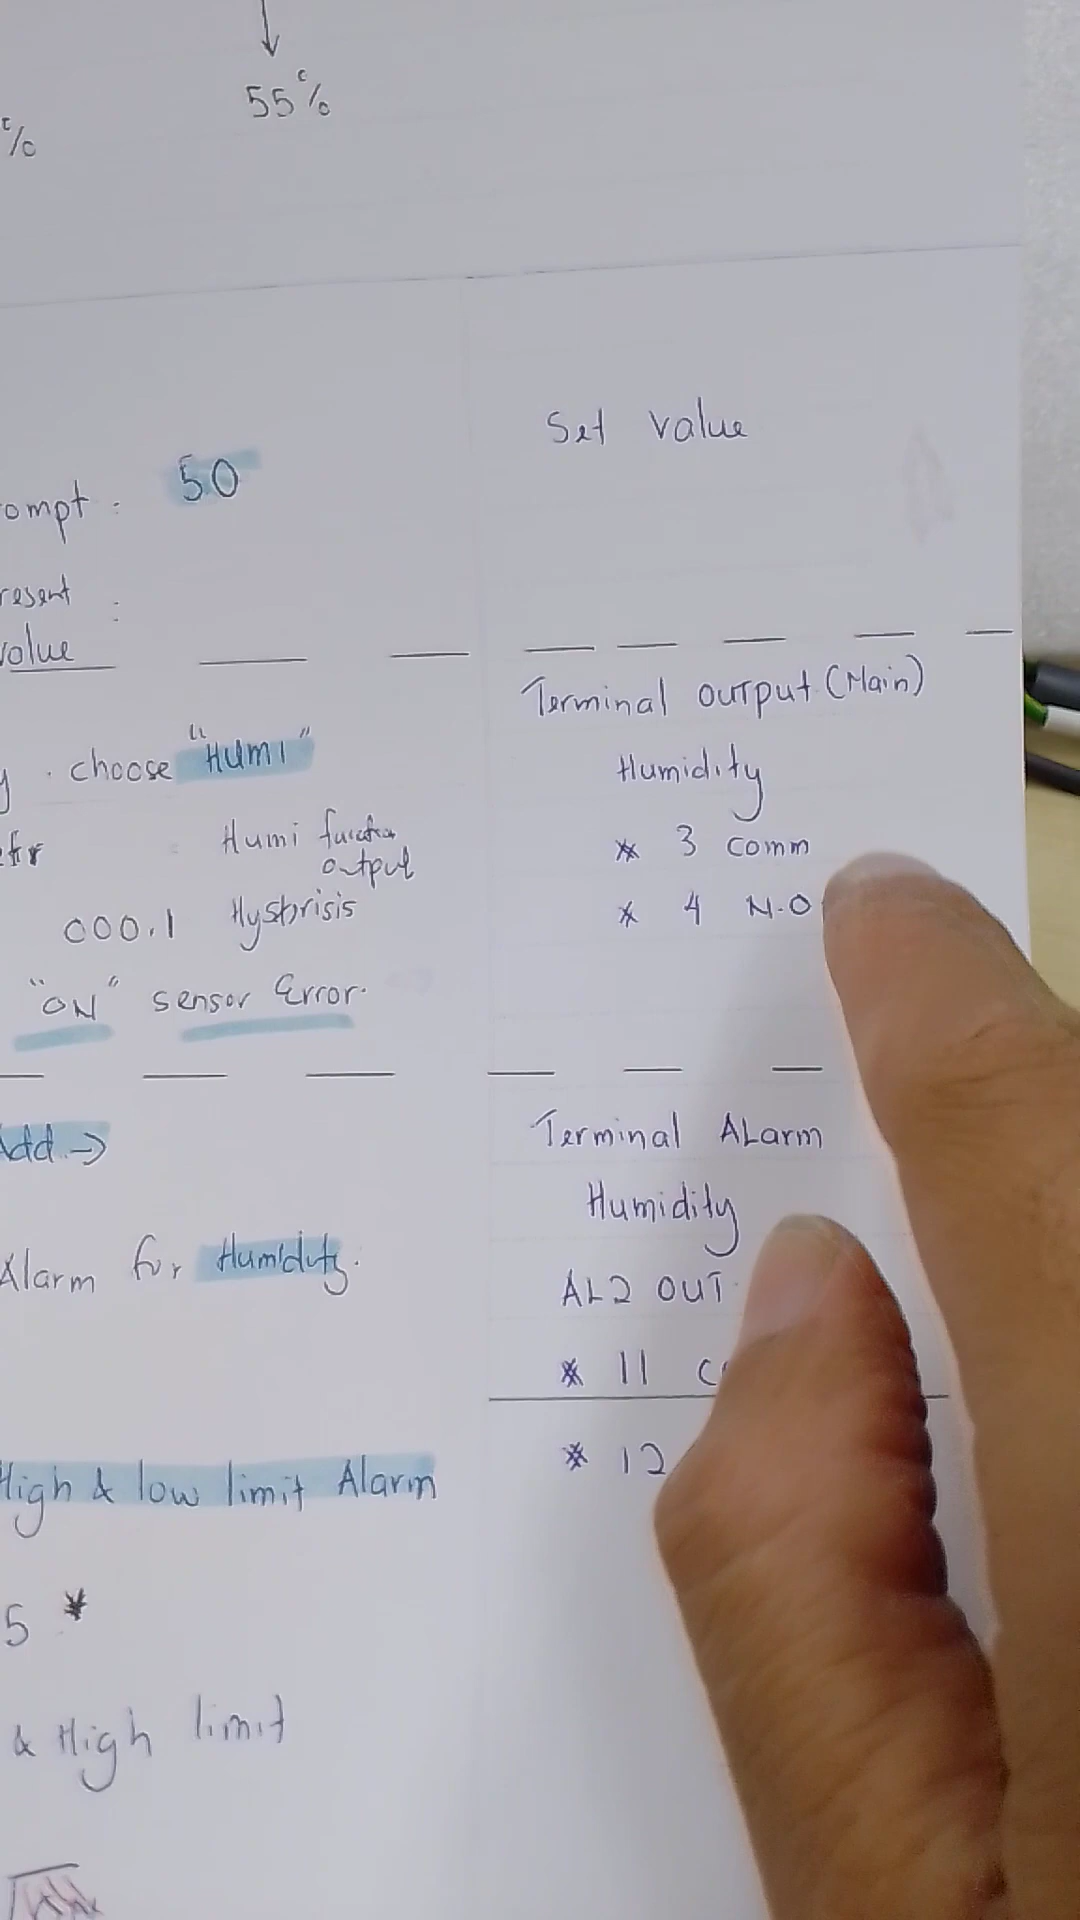 55%
%
Set value
ompt : 50
resent :
value
Terminal output (Main)
Humidity
* 3 comm
* 4 N.O
y . choose "HUMI"
: Humi function
output
000.1 Hystrisis
"ON" sensor Error.
Add →
Alarm for Humidity.
Terminal ALarm
Humidity
AL2 OUT
* 11 c
* 12
High & low limit Alarm
5 *
& High limit